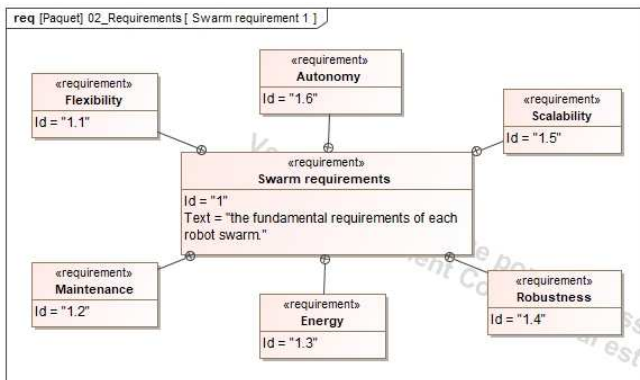 req [Paquet] 02_Requirements [ Swarm requirement 1 ]
«requirement»
Autonomy
Id = "1.6"
«requirement»
Flexibility
Id = "1.1"
«requirement»
Scalability
Id = "1.5"
«requirement»
Swarm requirements
Id = "1"
Text = "the fundamental requirements of each
robot swarm."
«requirement»
Maintenance
Id = "1.2"
«requirement»
Energy
Id = "1.3"
«requirement»
Robustness
Id = "1.4"